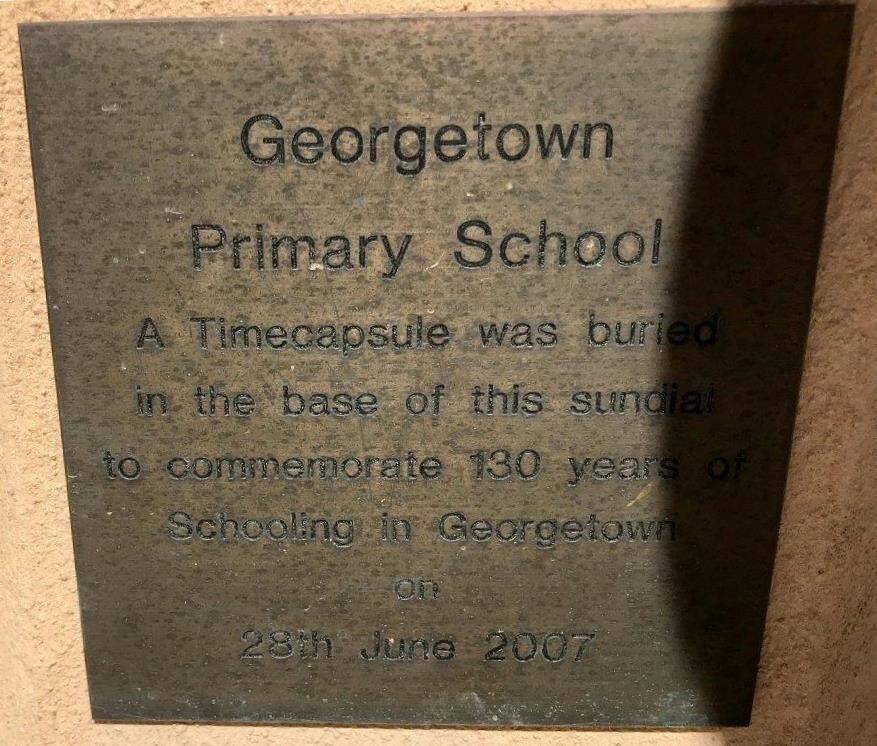 Georgetown
Primary School
A Timecapsule was buried
in the base of this sundial
to commemorate 130 years of
Schooling in Georgetown
on
28th June 2007